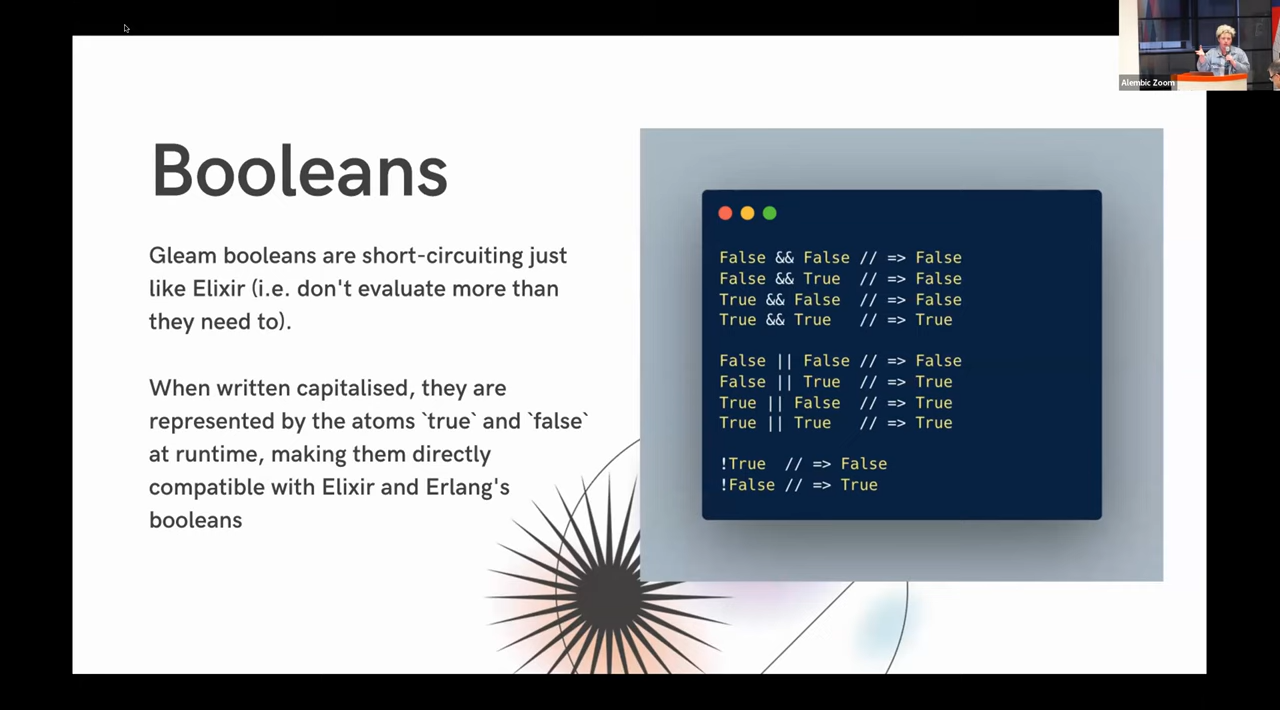 Alembic Zoom
Booleans
Gleam booleans are short-circuiting just
like Elixir (i.e. don't evaluate more than
they need to).
When written capitalised, they are
represented by the atoms `true` and `false`
at runtime, making them directly
compatible with Elixir and Erlang's
booleans
False && False // => False
False && True  // => False
True && False  // => False
True && True   // => True
False || False // => False
False || True  // => True
True || False  // => True
True || True   // => True
!True  // => False
!False // => True